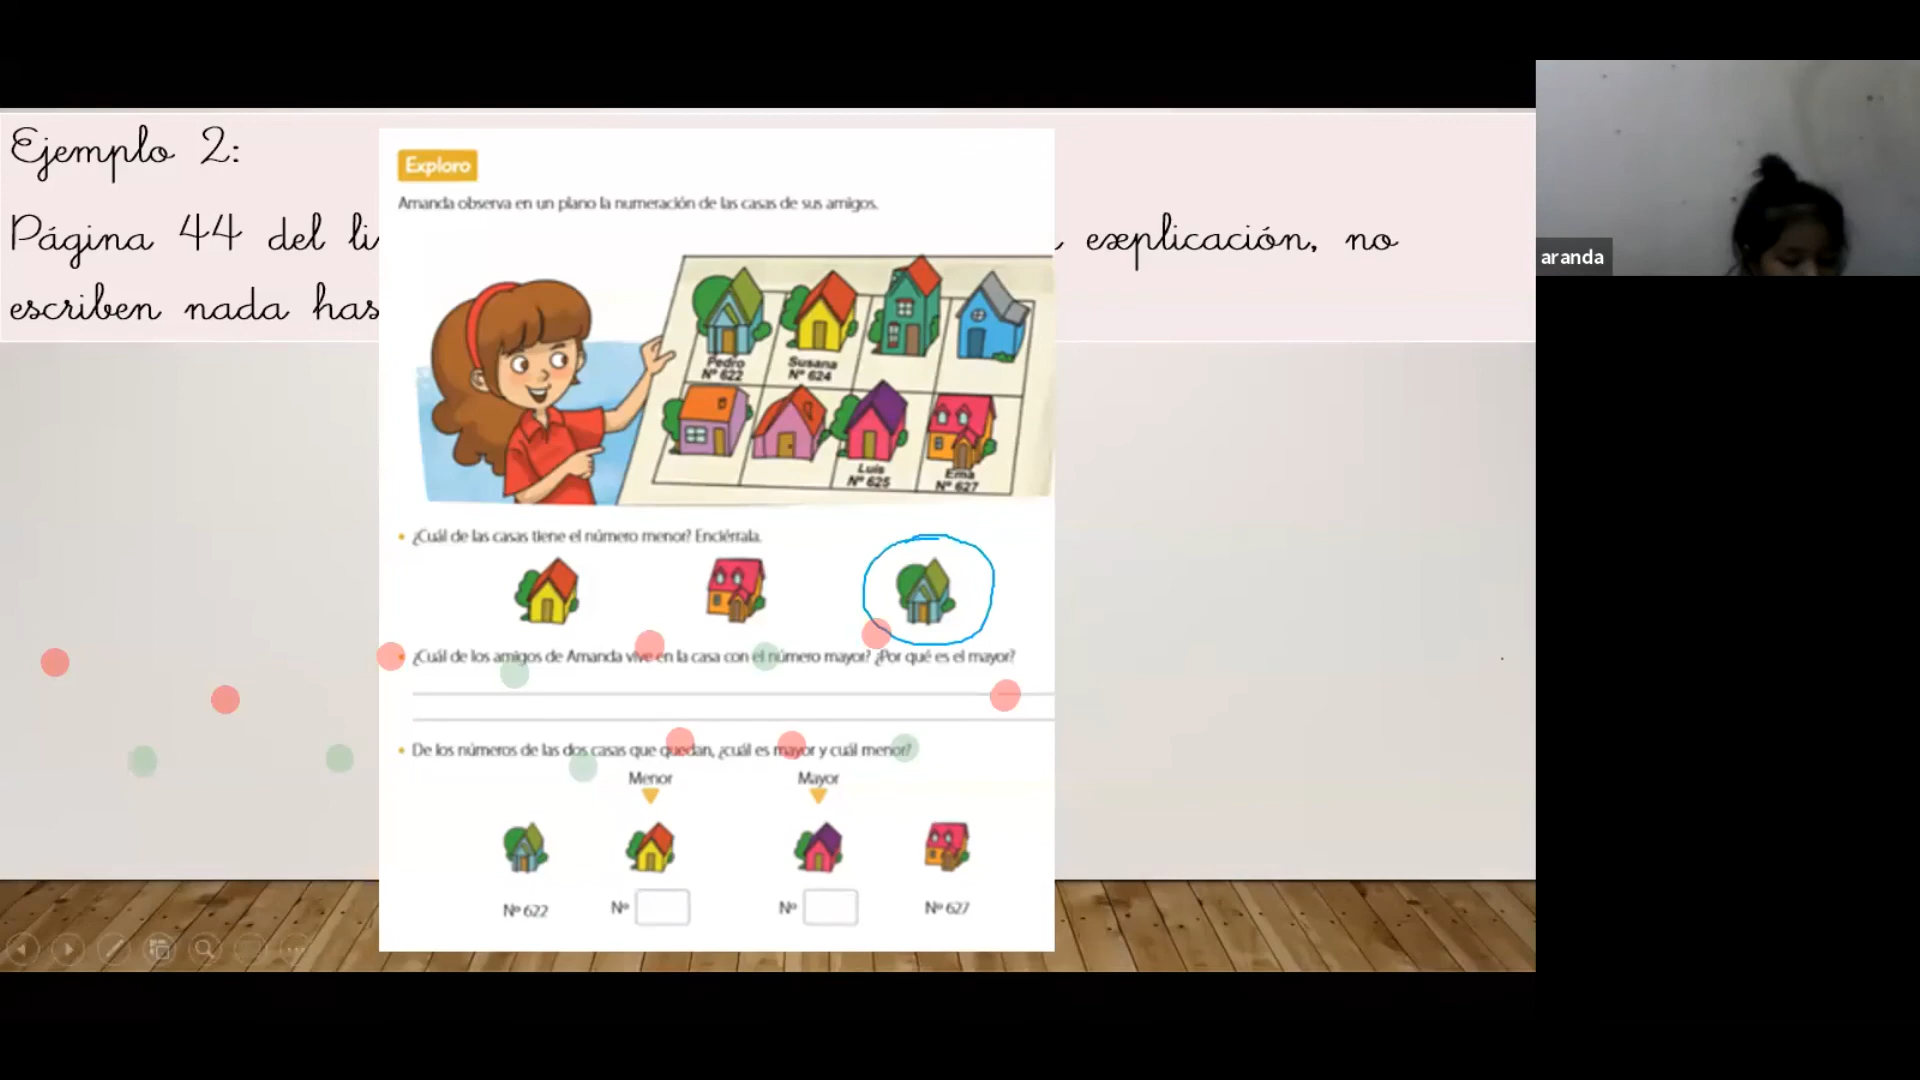 Ejemplo 2:
Página 44 del li explicación, no
escriben nada has
Exploro
Amanda observa en un plano la numeración de las casas de sus amigos.
Pedro
Nº 622
Susana
Nº 624
Luis
Nº 625
Ema
Nº 627
• ¿Cuál de las casas tiene el número menor? Enciérrala.
• ¿Cuál de los amigos de Amanda vive en la casa con el número mayor? ¿Por qué es el mayor?
• De los números de las dos casas que quedan, ¿cuál es mayor y cuál menor?
Menor Mayor
Nº 622 Nº Nº Nº 627
aranda